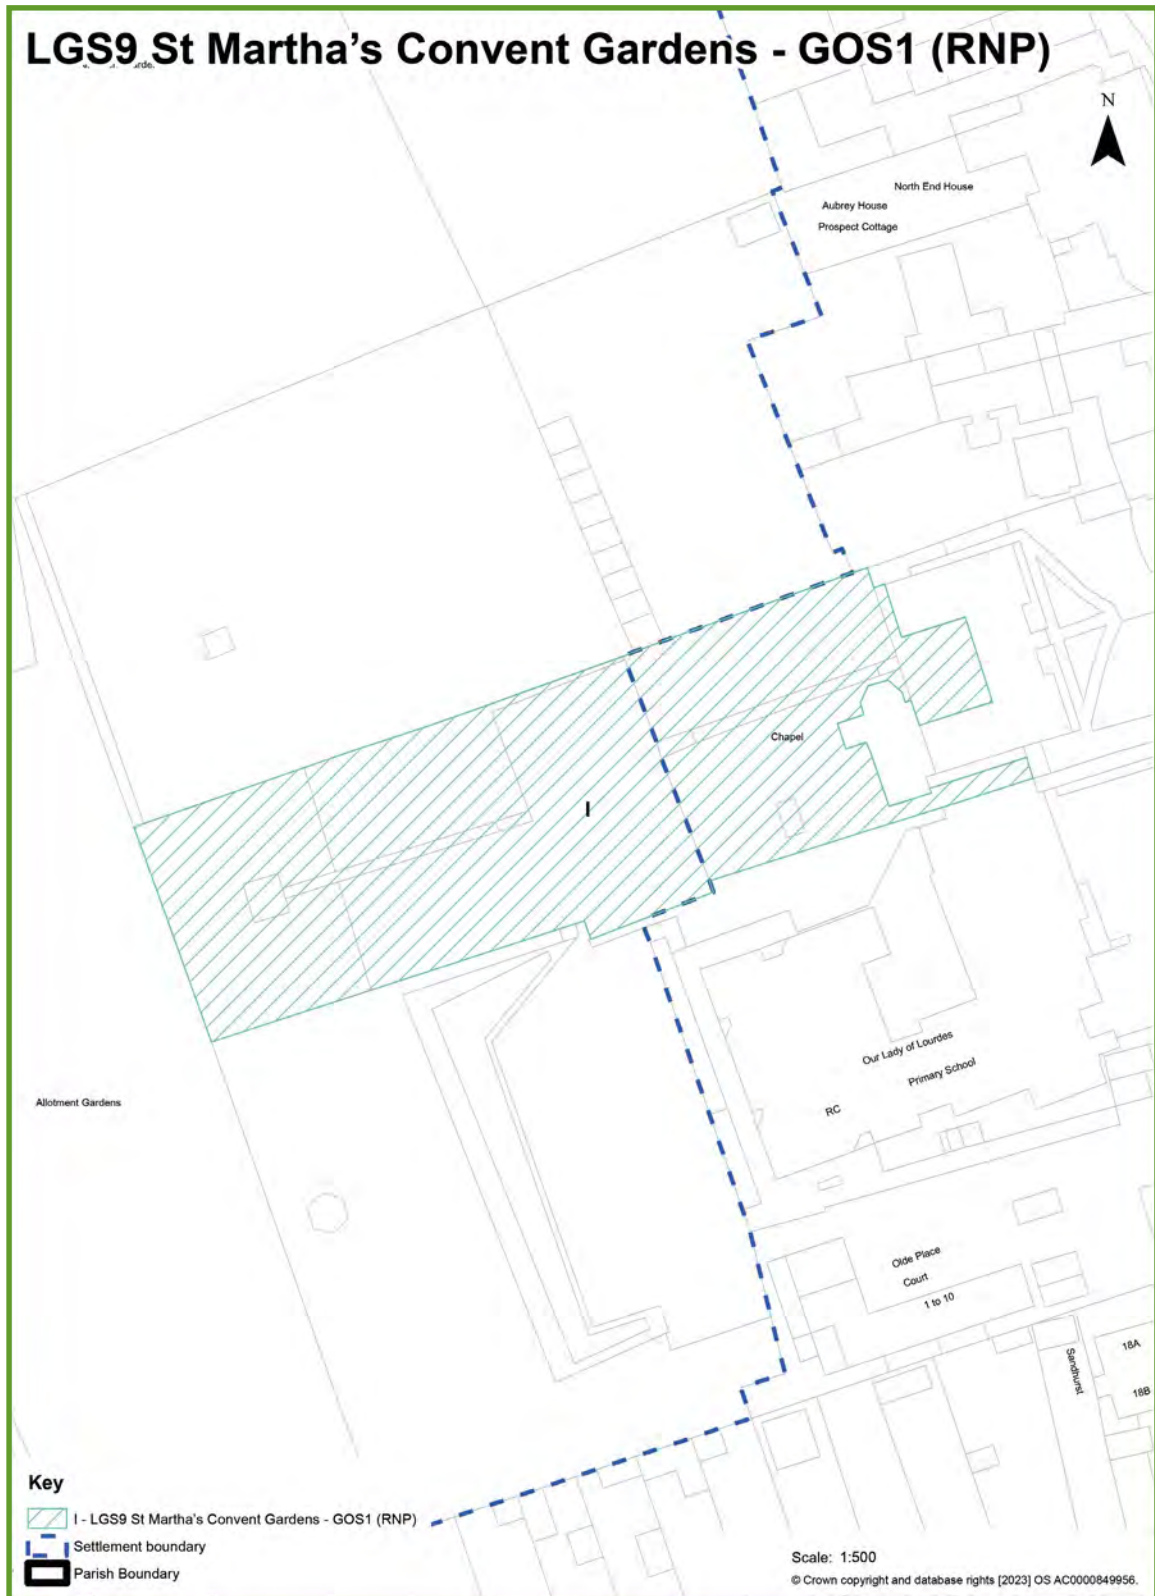 LGS9 St Martha's Convent Gardens - GOS1 (RNP)
N
North End House
Aubrey House
Prospect Cottage
Chapel
I
Our Lady of Lourdes
Primary School
RC
Allotment Gardens
Olde Place
Court
1 to 10
Sandhurst
18A
18B
Key
I - LGS9 St Martha's Convent Gardens - GOS1 (RNP)
Settlement boundary
Parish Boundary
Scale: 1:500
© Crown copyright and database rights [2023] OS AC0000849956.